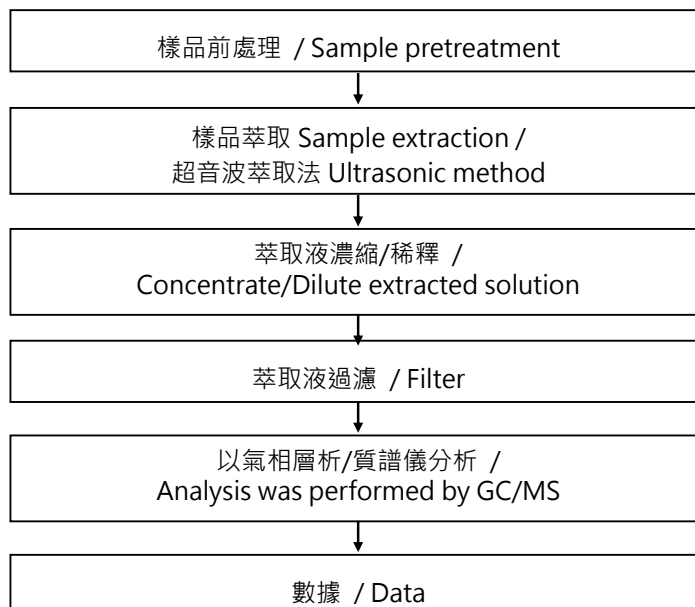 樣品前處理 / Sample pretreatment
樣品萃取 Sample extraction /
超音波萃取法 Ultrasonic method
萃取液濃縮/稀釋 /
Concentrate/Dilute extracted solution
萃取液過濾 / Filter
以氣相層析/质譜儀分析 /
Analysis was performed by GC/MS
數據 / Data